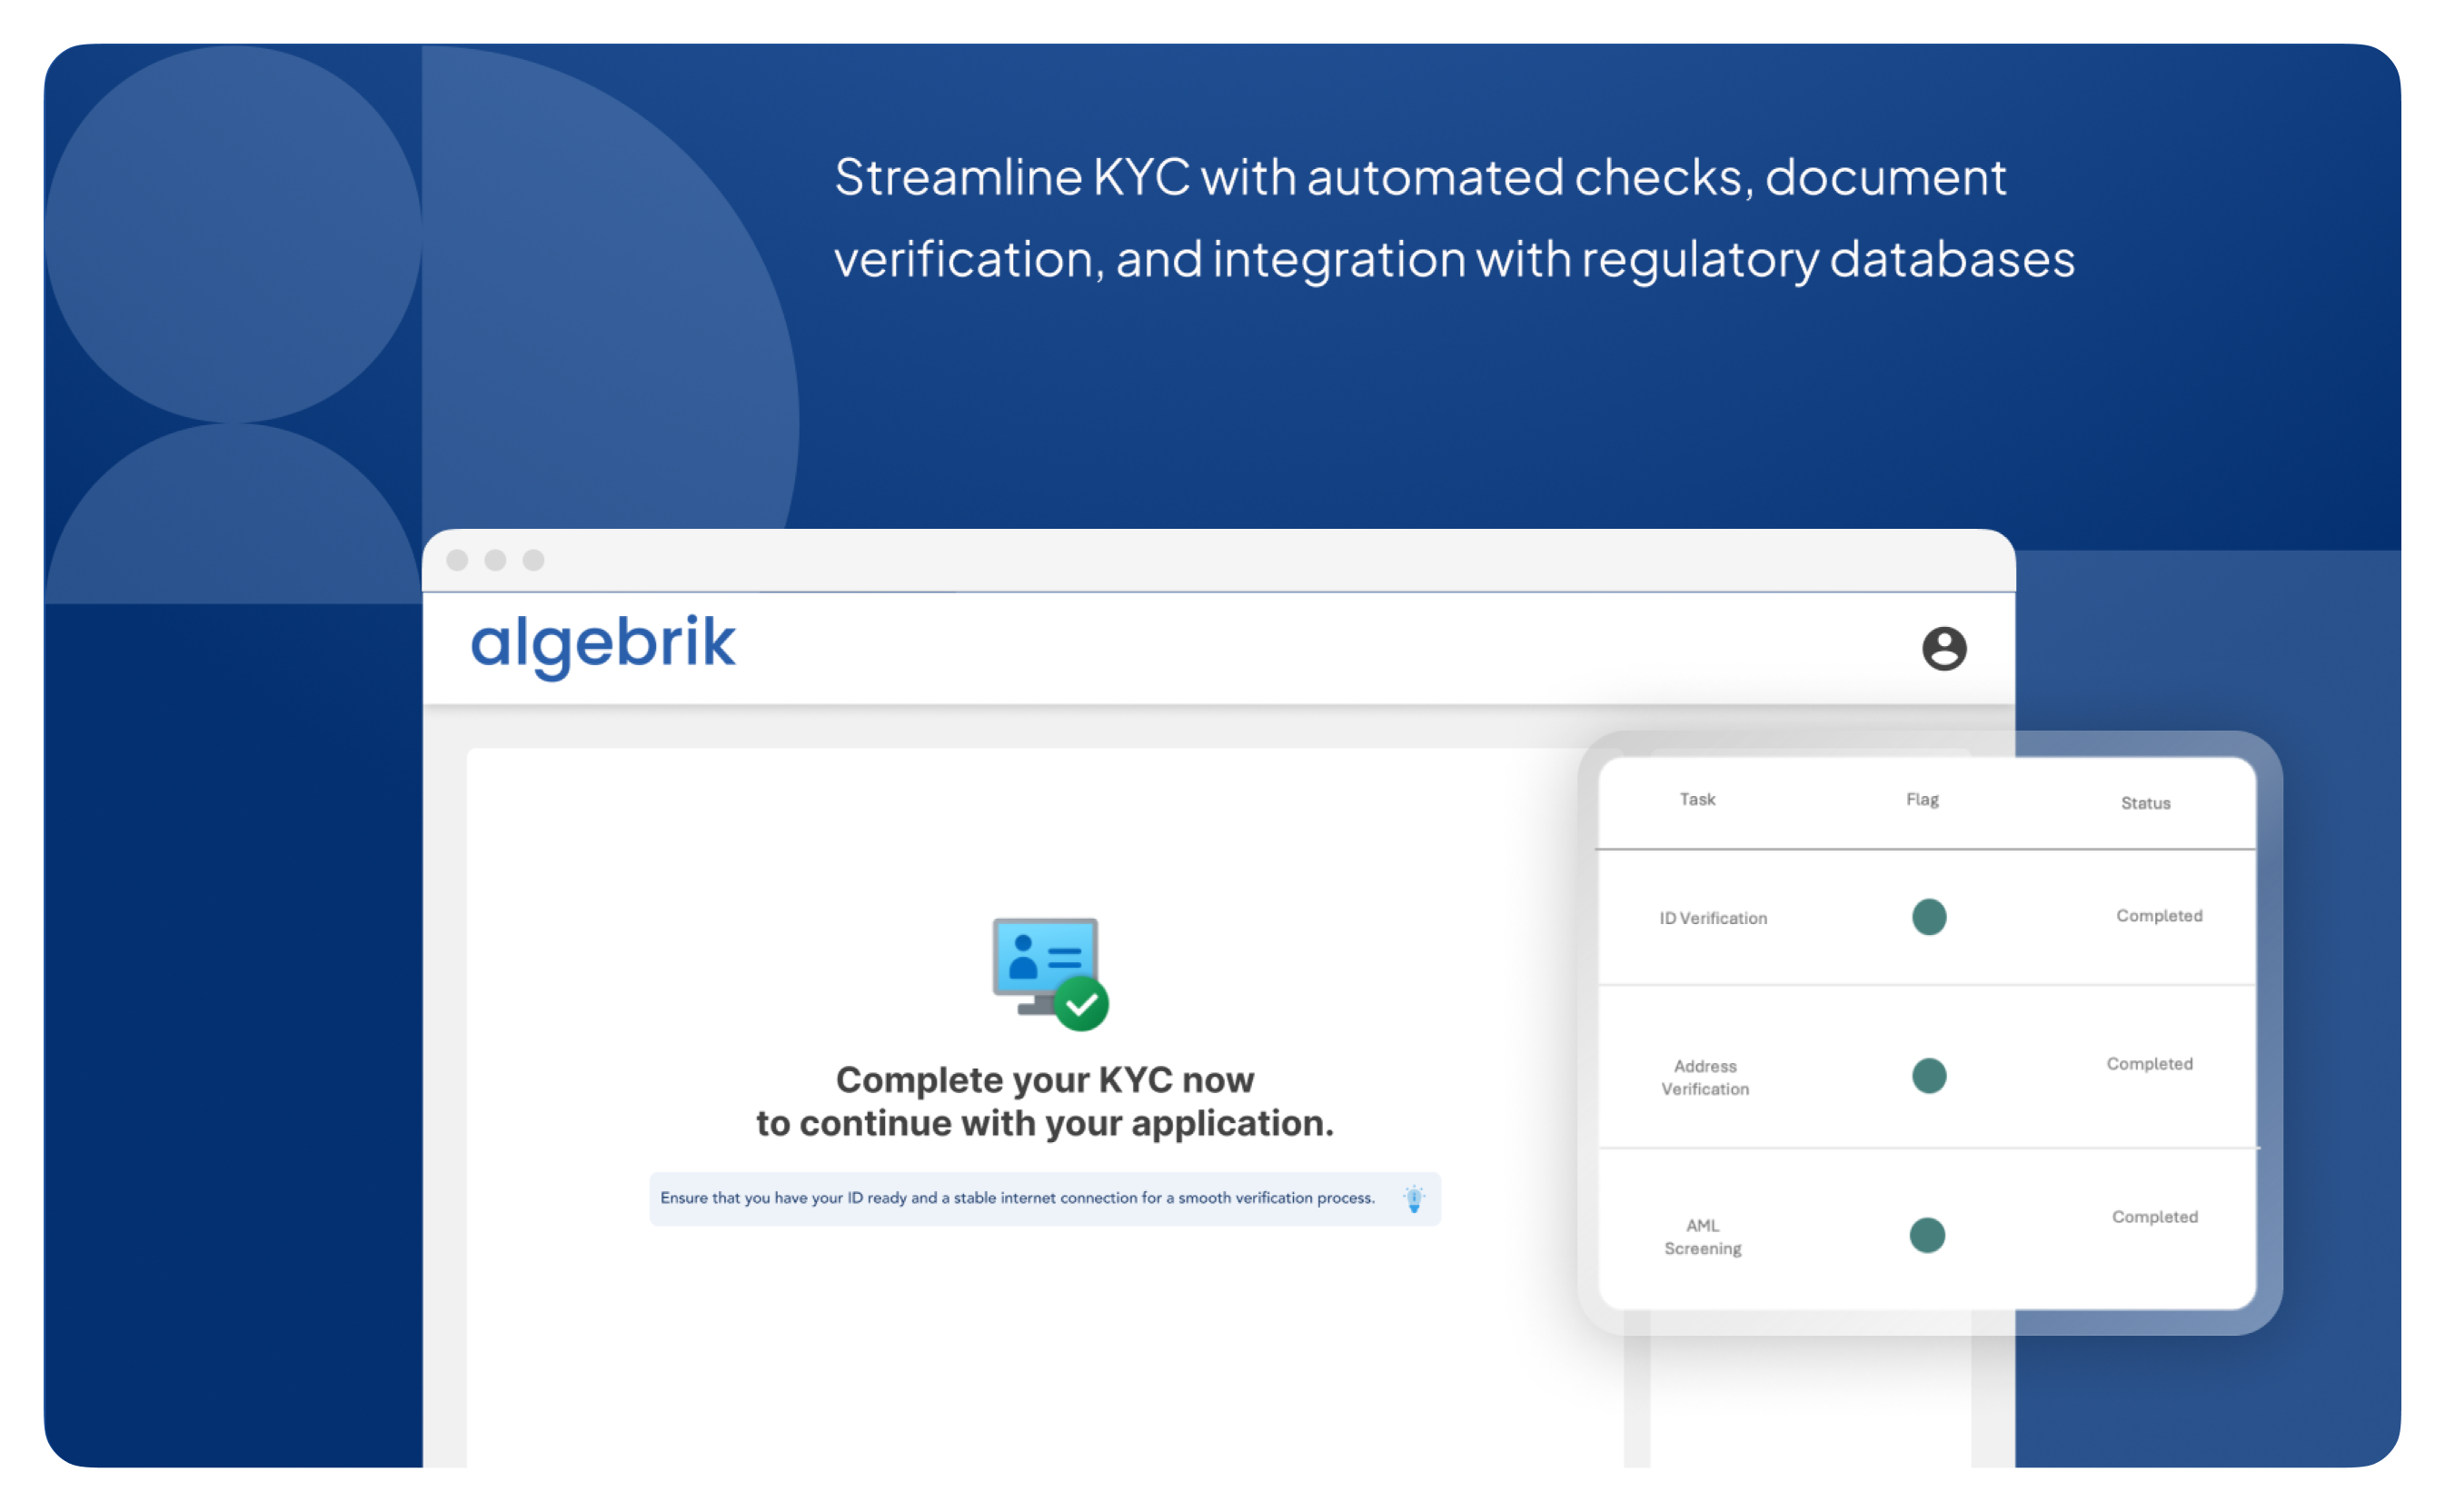 Streamline KYC with automated checks, document
verification, and integration with regulatory databases
algebrik
Complete your KYC now
to continue with your application.
Ensure that you have your ID ready and a stable internet connection for a smooth verification process.
Task Flag Status
ID Verification Completed
Address
Verification
Completed
AML
Screening
Completed